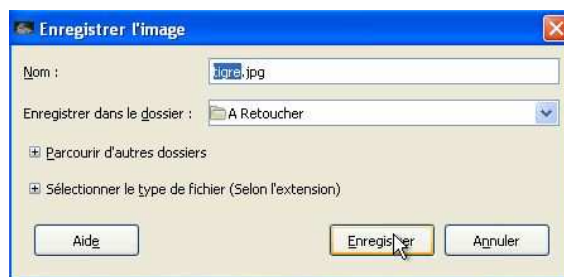 Enregistrer l'image
Nom : tigre.jpg
Enregistrer dans le dossier : A Retoucher
Parcourir d'autres dossiers
Sélectionner le type de fichier (Selon l'extension)
Aide Enregistrer Annuler